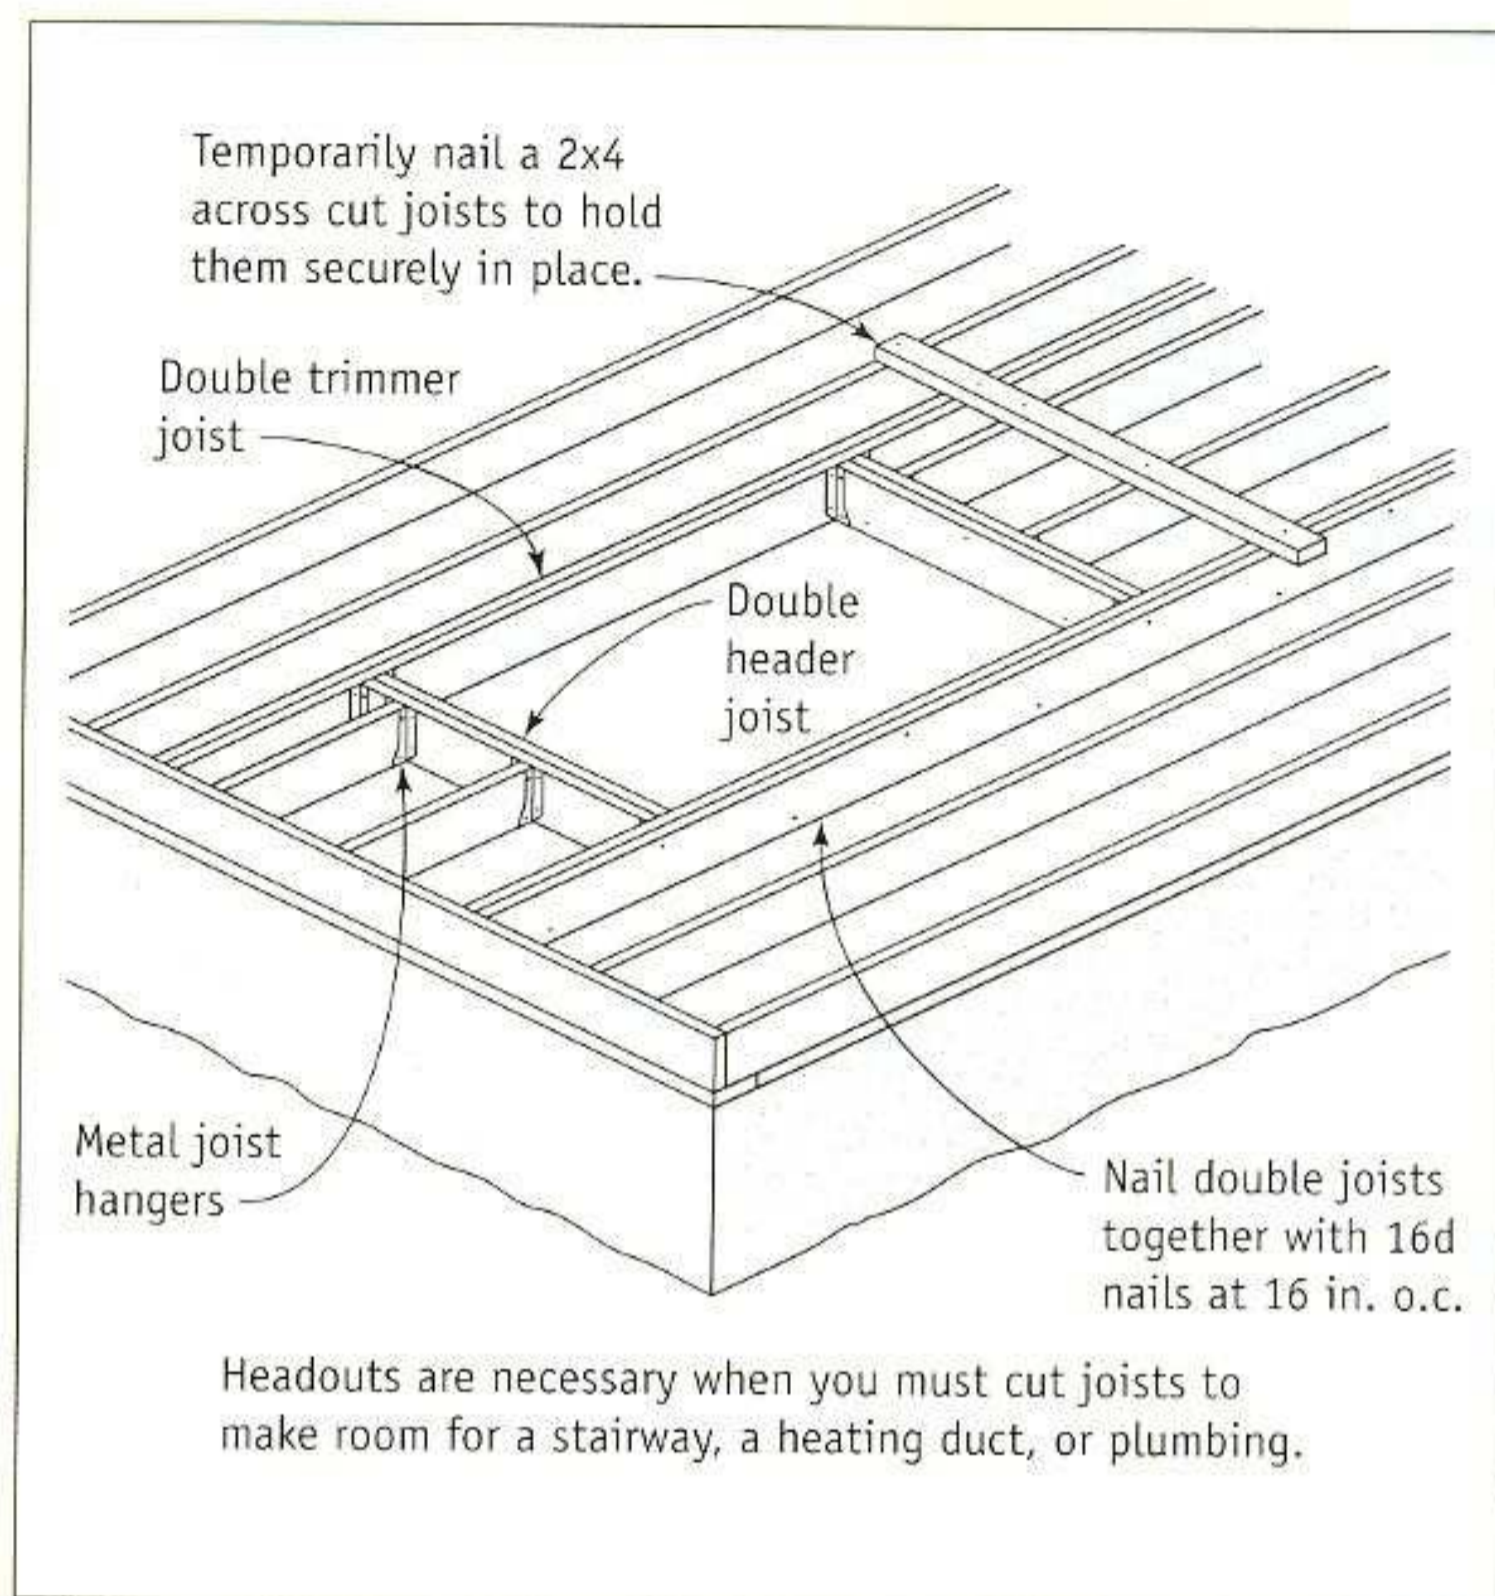 Temporarily nail a 2x4
across cut joists to hold
them securely in place.
Double trimmer
joist
Double
header
joist
Metal joist
hangers
Nail double joists
together with 16d
nails at 16 in. o.c.
Headouts are necessary when you must cut joists to
make room for a stairway, a heating duct, or plumbing.